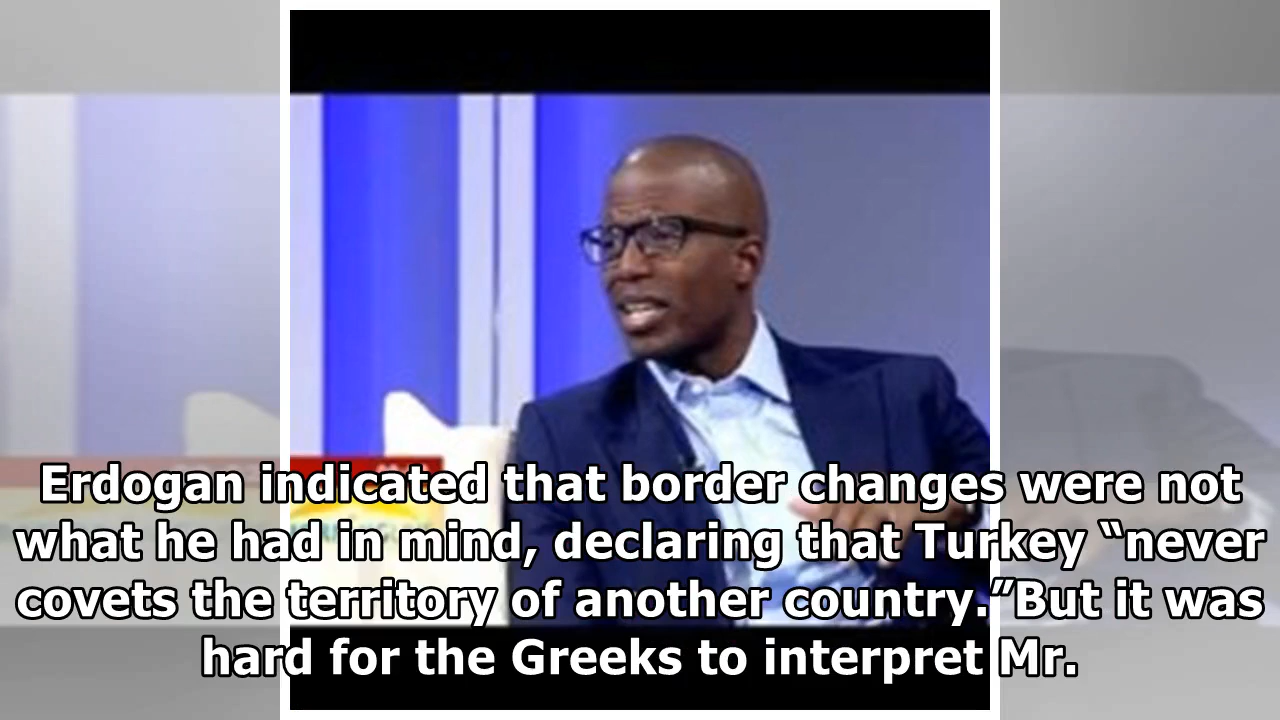 Erdogan indicated that border changes were not
what he had in mind, declaring that Turkey “never
covets the territory of another country.”But it was
hard for the Greeks to interpret Mr.